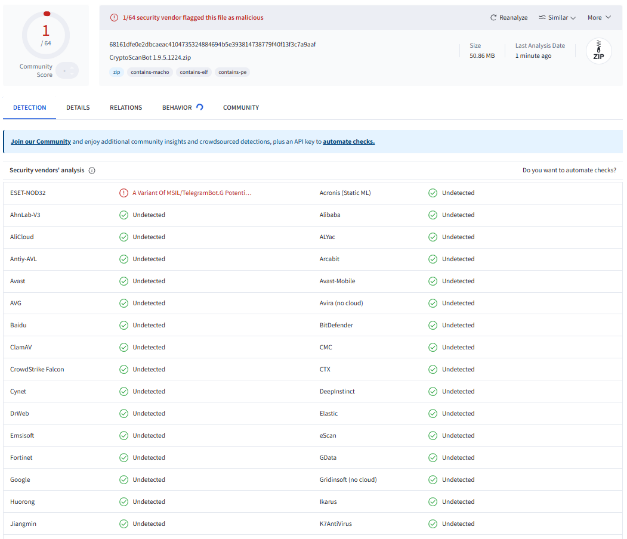 1
/ 64
Community
Score
1/64 security vendor flagged this file as malicious
Reanalyze
Similar
More
CryptoScanBot 1.9.5.1224.zip
zip
contains-macho
contains-elf
contains-pe
Size
50.86 MB
Last Analysis Date
1 minute ago
ZIP
DETECTION
DETAILS
RELATIONS
BEHAVIOR
COMMUNITY
Join our Community and enjoy additional community insights and crowdsourced detections, plus an API key to automate checks.
Security vendors' analysis
Do you want to automate checks?
ESET-NOD32 A Variant Of MSIL/TelegramBot.G Potenti... Acronis (Static ML) Undetected
AhnLab-V3 Undetected Alibaba Undetected
AliCloud Undetected ALYac Undetected
Antiy-AVL Undetected Arcabit Undetected
Avast Undetected Avast-Mobile Undetected
AVG Undetected Avira (no cloud) Undetected
Baidu Undetected BitDefender Undetected
ClamAV Undetected CMC Undetected
CrowdStrike Falcon Undetected CTX Undetected
Cynet Undetected DeepInstinct Undetected
DrWeb Undetected Elastic Undetected
Emsisoft Undetected eScan Undetected
Fortinet Undetected GData Undetected
Google Undetected Gridinsoft (no cloud) Undetected
Huorong Undetected Ikarus Undetected
Jiangmin Undetected K7AntiVirus Undetected